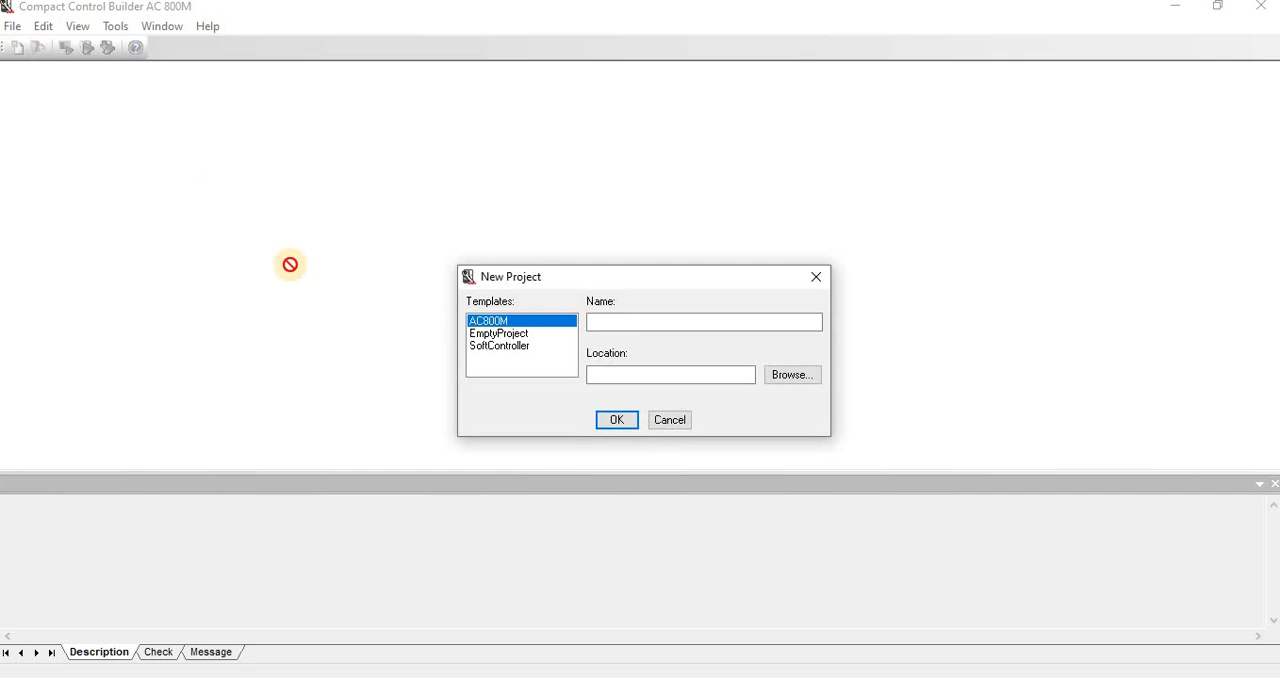 Compact Control Builder AC 800M
File Edit View Tools Window Help
New Project
Templates: Name:
AC800M
EmptyProject
SoftController
Location:
Browse...
OK Cancel
Description Check Message